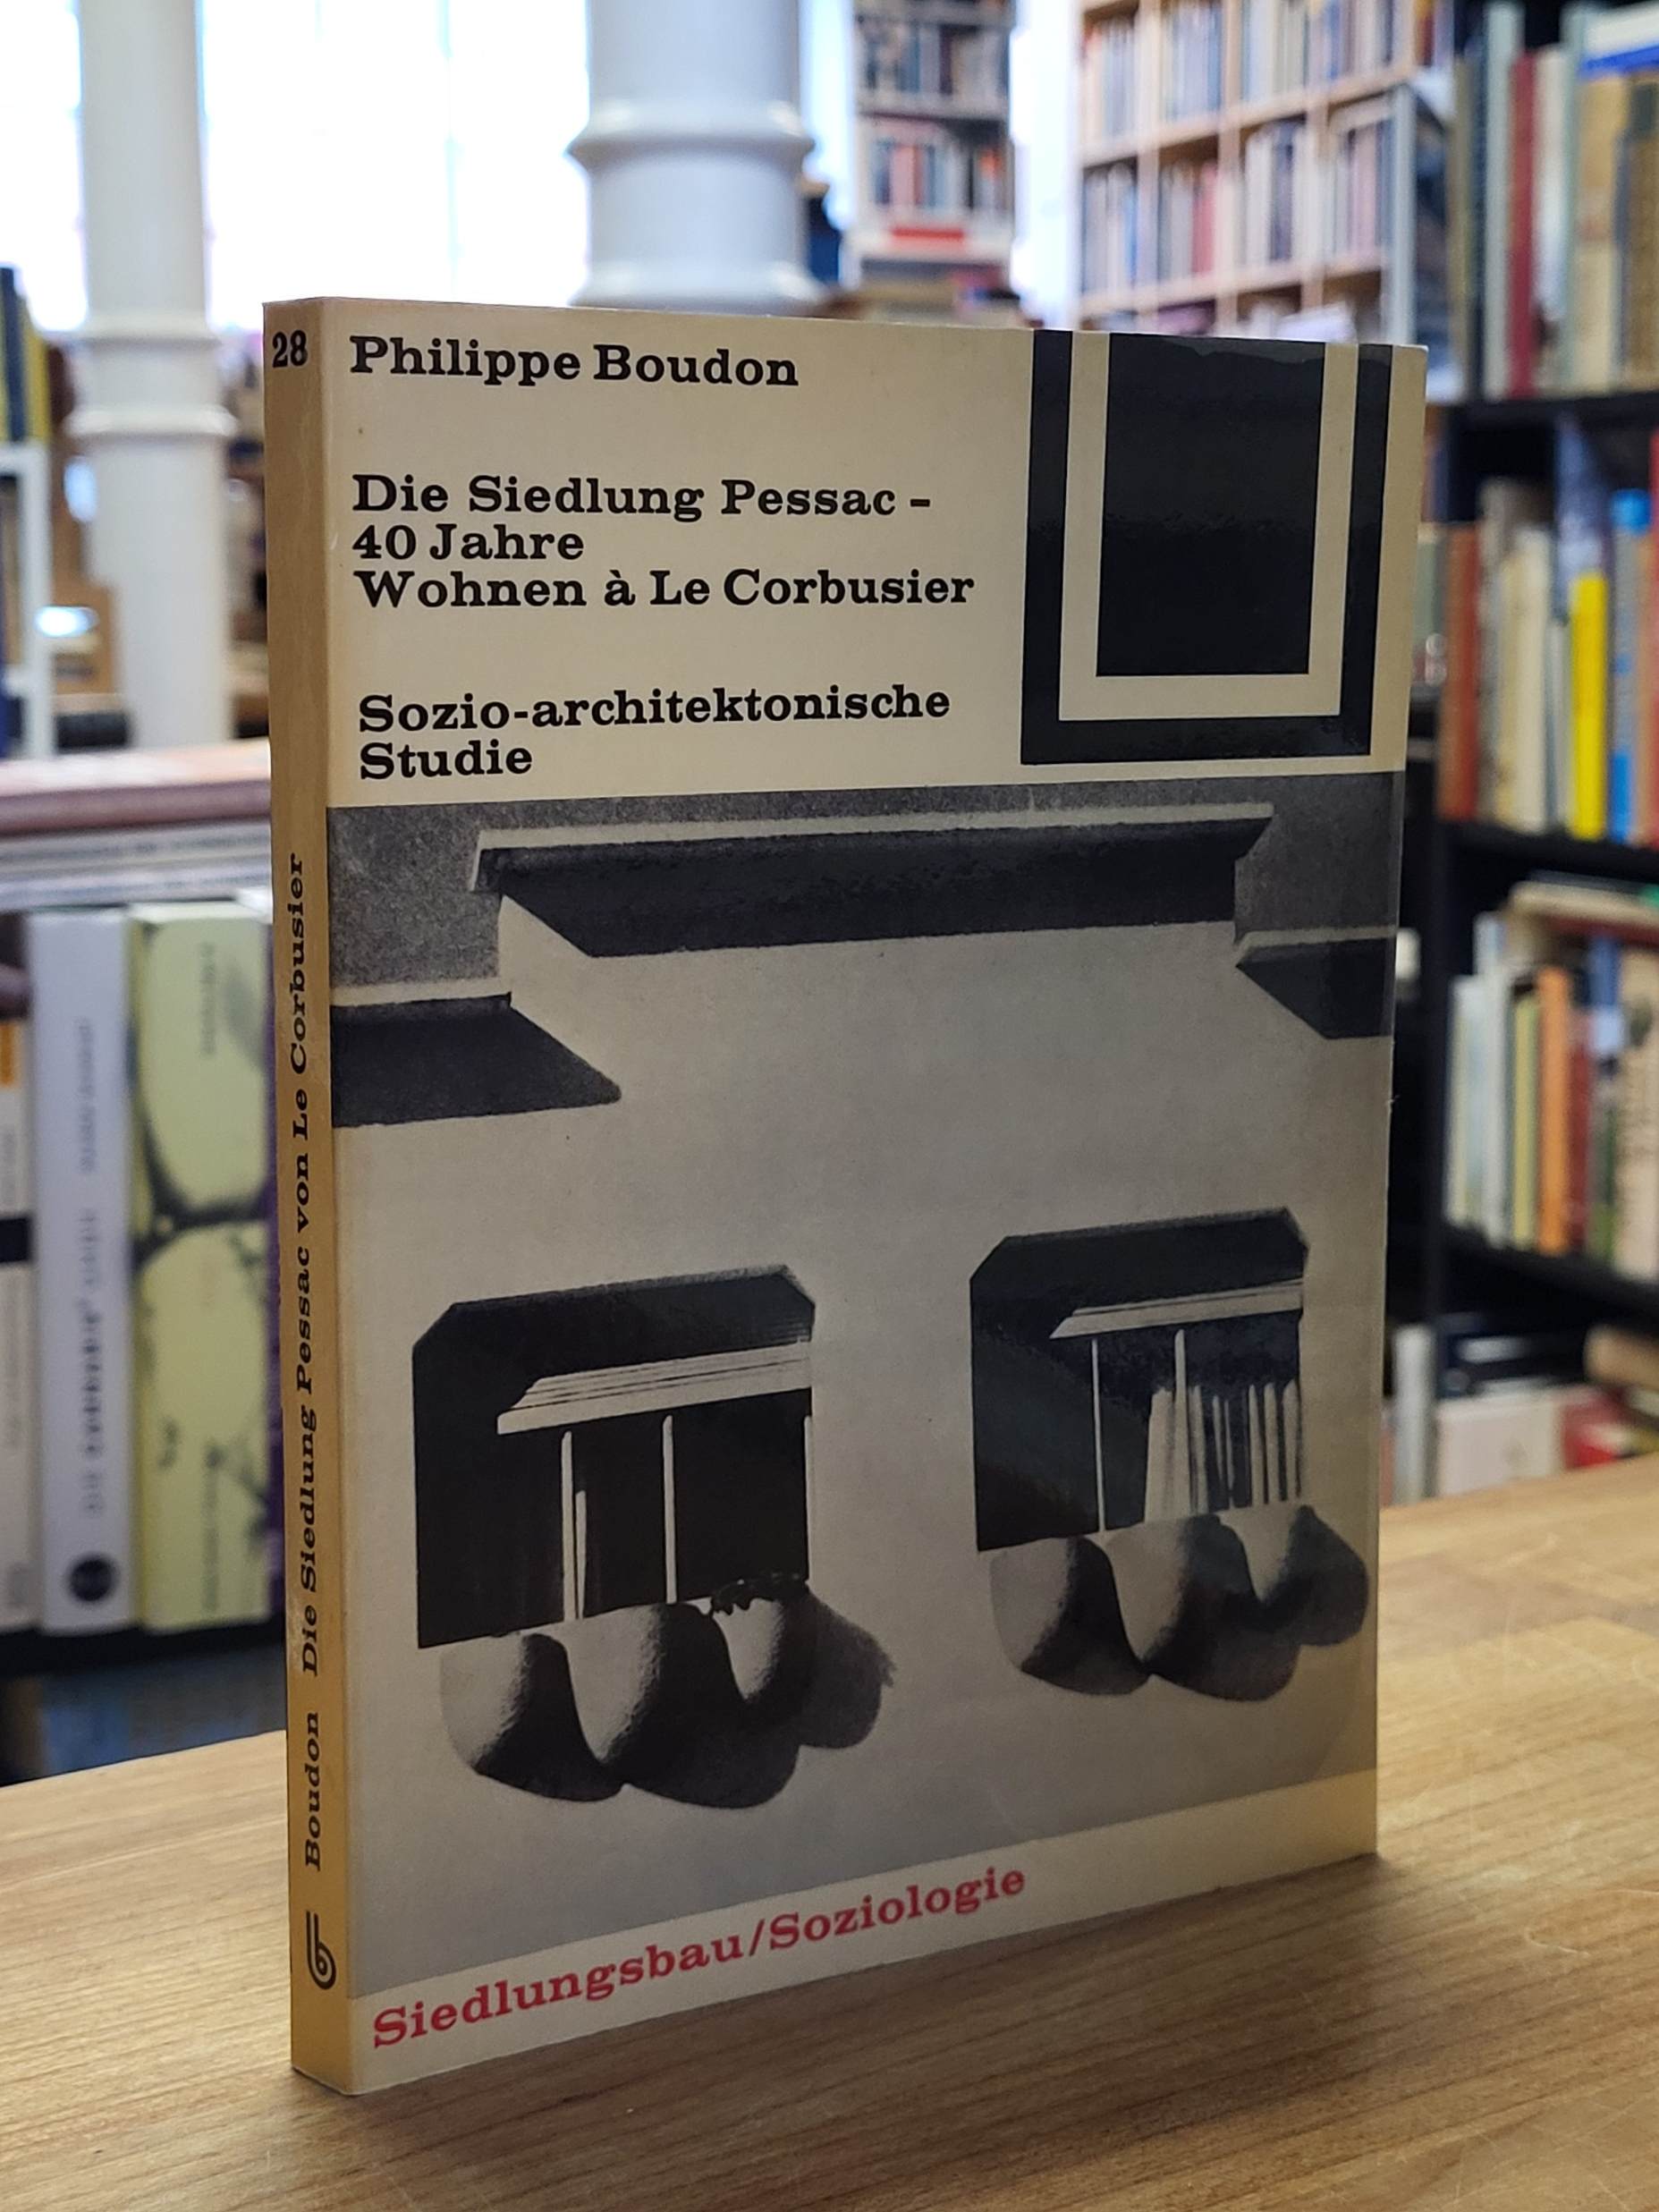 28
Philippe Boudon
Die Siedlung Pessac –
40 Jahre
Wohnen à Le Corbusier
Sozio-architektonische
Studie
Siedlungsbau/Soziologie
Boudon Die Siedlung Pessac von Le Corbusier